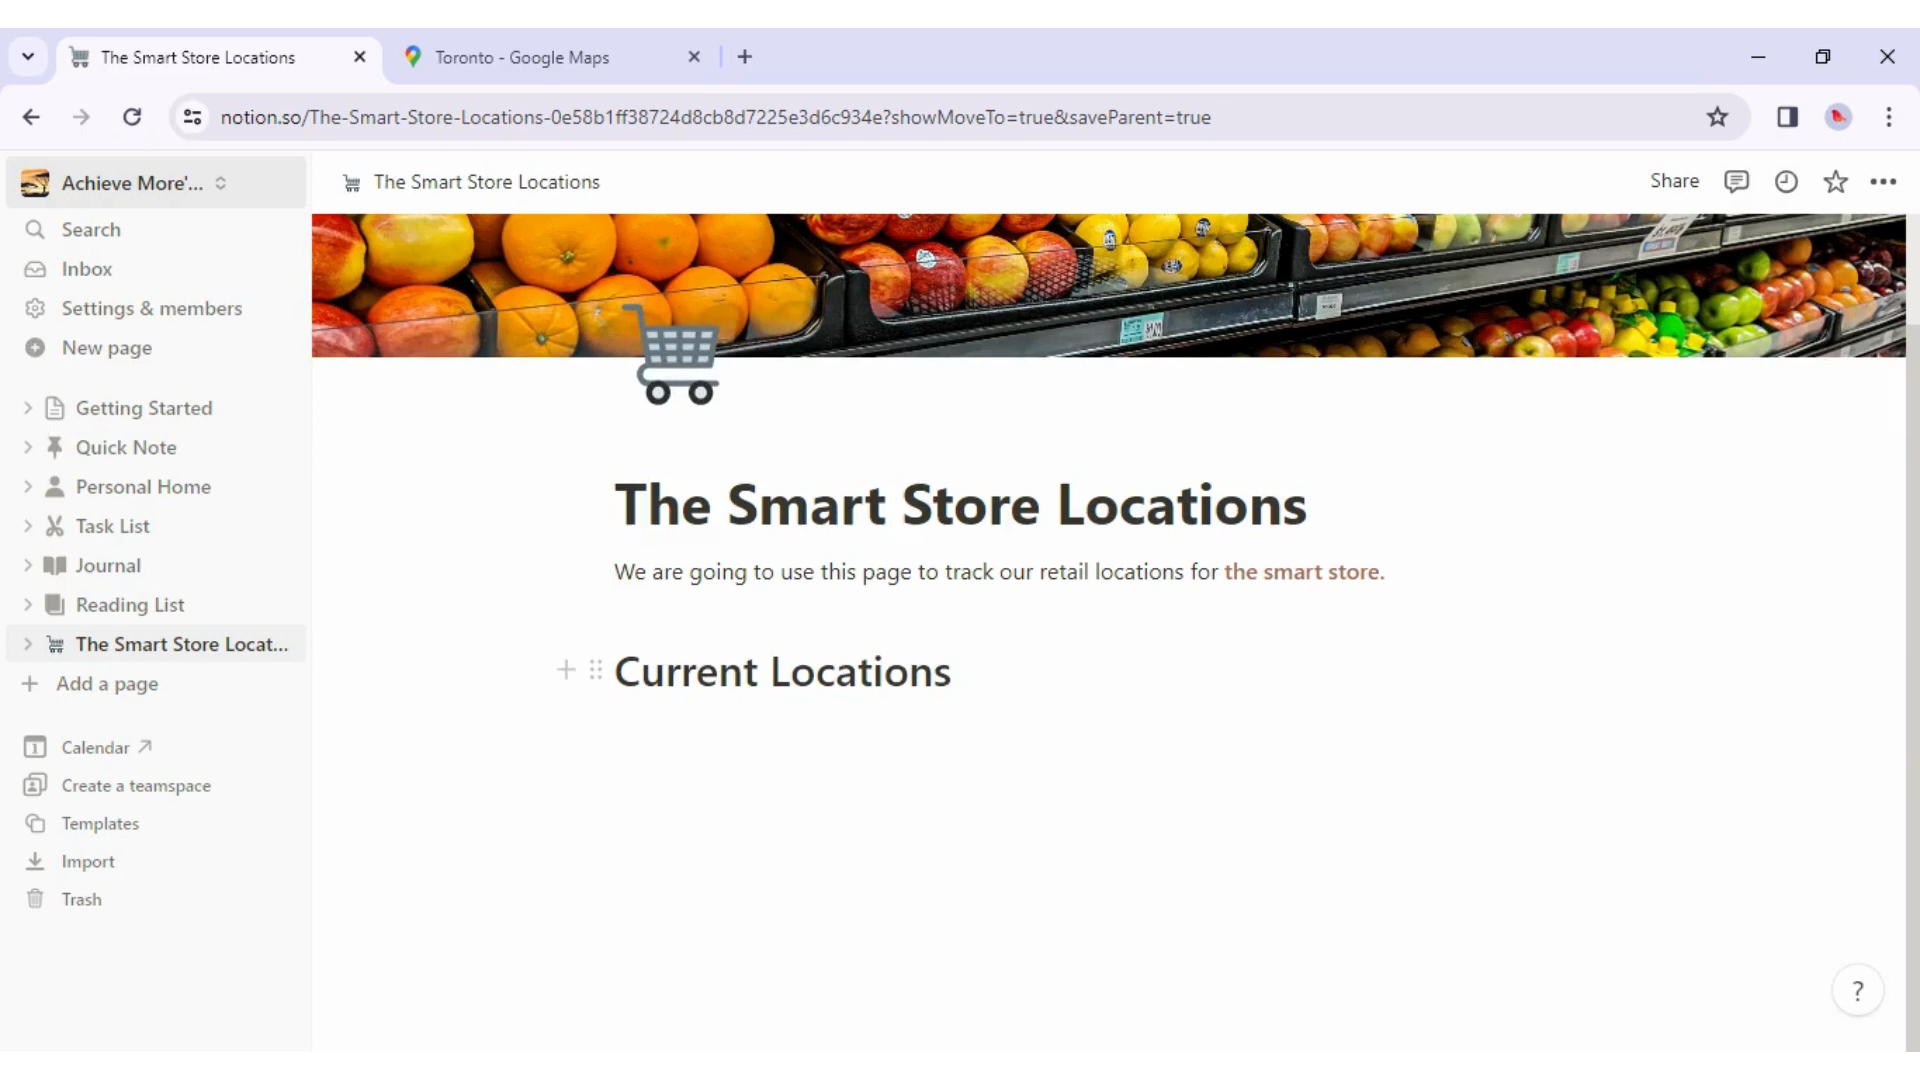 The Smart Store Locations
Toronto - Google Maps
notion.so/The-Smart-Store-Locations-0e58b1ff38724d8cb8d7225e3d6c934e?showMoveTo=true&saveParent=true
Achieve More'...
The Smart Store Locations
Share
Search
Inbox
Settings & members
New page
Getting Started
Quick Note
Personal Home
Task List
Journal
Reading List
The Smart Store Locat...
Add a page
Calendar
Create a teamspace
Templates
Import
Trash
The Smart Store Locations
We are going to use this page to track our retail locations for the smart store.
Current Locations
?